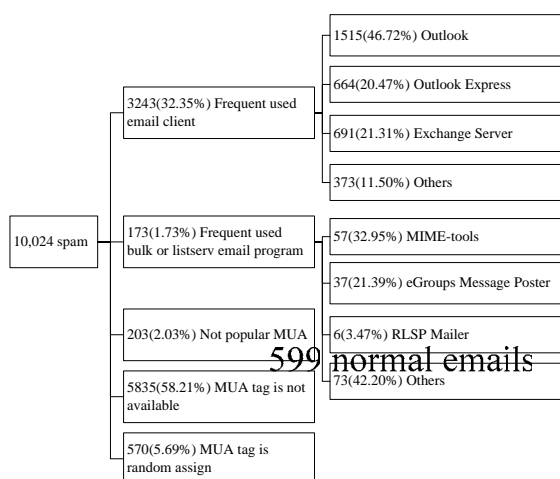 10,024 spam
3243(32.35%) Frequent used
email client
1515(46.72%) Outlook
664(20.47%) Outlook Express
691(21.31%) Exchange Server
373(11.50%) Others
173(1.73%) Frequent used
bulk or listserv email program
57(32.95%) MIME-tools
37(21.39%) eGroups Message Poster
6(3.47%) RLSP Mailer
73(42.20%) Others
203(2.03%) Not popular MUA
599 normal emails
5835(58.21%) MUA tag is not
available
570(5.69%) MUA tag is
random assign